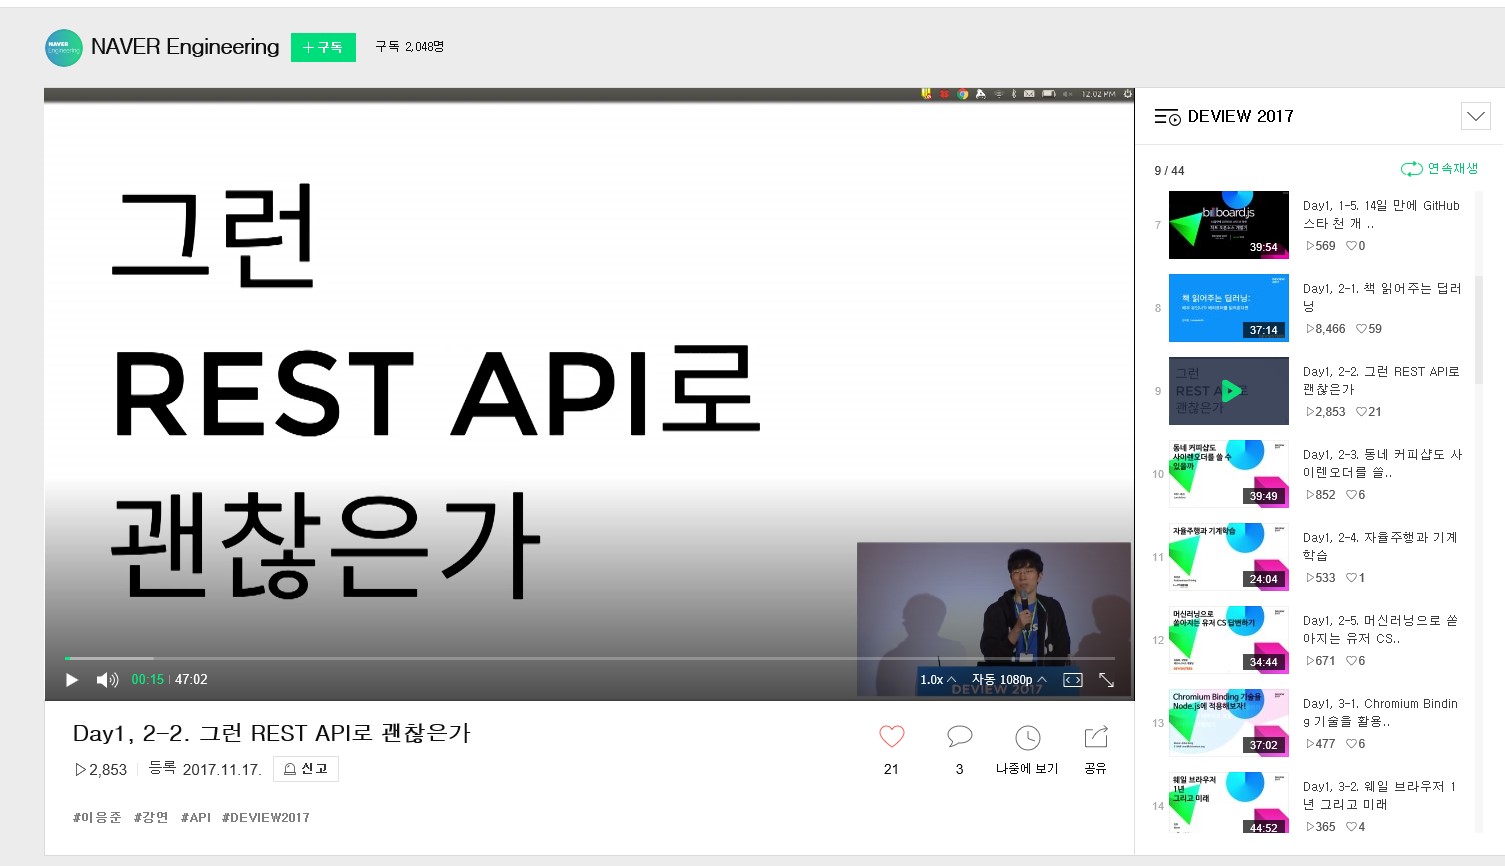 NAVER Engineering
+ 구독
구독 2,048명
12:02 PM
그런
REST API로
괜찮은가
DEVIEW 2017
00:15 | 47:02
1.0x
자동 1080p
Day1, 2-2. 그런 REST API로 괜찮은가
2,853
등록 2017.11.17.
신고
21
3
나중에 보기
공유
#이응준 #강연 #API #DEVIEW2017
DEVIEW 2017
9 / 44
연속재생
7
billboard.js
39:54
Day1, 1-5. 14일 만에 GitHub
스타 천 개 ..
569 0
8
책 읽어주는 딥러닝:
37:14
Day1, 2-1. 책 읽어주는 딥러
닝
8,466 59
9
그런
REST API로
괜찮은가
Day1, 2-2. 그런 REST API로
괜찮은가
2,853 21
10
동네 커피샵도
사이렌오더를 쓸 수
있을까
39:49
Day1, 2-3. 동네 커피샵도 사
이렌오더를 쓸..
852 6
11
자율주행과 기계학습
24:04
Day1, 2-4. 자율주행과 기계
학습
533 1
12
머신러닝으로
쏟아지는 유저 CS 답변하기
34:44
Day1, 2-5. 머신러닝으로 쏟
아지는 유저 CS..
671 6
13
Chromium Binding 기술을
Node.js에 적용해보자!
37:02
Day1, 3-1. Chromium Bindin
g 기술을 활용..
477 6
14
웨일 브라우저
1년
그리고 미래
44:52
Day1, 3-2. 웨일 브라우저 1
년 그리고 미래
365 4